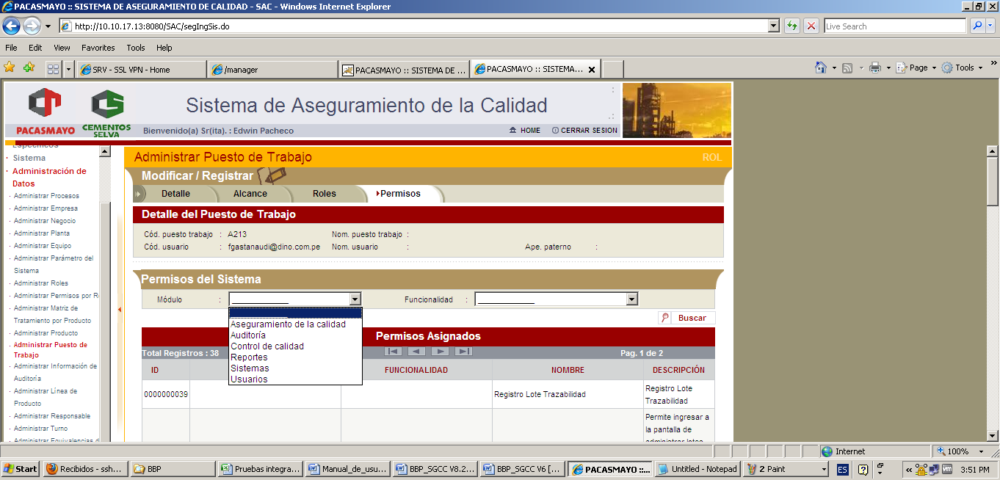 PACASMAYO :: SISTEMA DE ASEGURAMIENTO DE CALIDAD - SAC - Windows Internet Explorer
http://10.10.17.13:8080/SAC/segIngSis.do
Live Search
File Edit View Favorites Tools Help
SRV - SSL VPN - Home
/manager
PACASMAYO :: SISTEMA DE ...
PACASMAYO :: SISTEMA...
Page Tools
PACASMAYO
CEMENTOS
SELVA
Sistema de Aseguramiento de la Calidad
Bienvenido(a) Sr(ita). : Edwin Pacheco
HOME
CERRAR SESION
Específicos
· Sistema
· Administración de
Datos
· Administrar Procesos
· Administrar Empresa
· Administrar Negocio
· Administrar Planta
· Administrar Equipo
· Administrar Parámetro del
Sistema
· Administrar Roles
· Administrar Permisos por R
· Administrar Matriz de
Tratamiento por Producto
· Administrar Producto
· Administrar Puesto de
Trabajo
· Administrar Información de
Auditoría
· Administrar Línea de
Producto
· Administrar Responsable
· Administrar Turno
· Administrar Equivalencias d
Administrar Puesto de Trabajo
ROL
Modificar / Registrar
Detalle Alcance Roles Permisos
Detalle del Puesto de Trabajo
Cód. puesto trabajo : A213 Nom. puesto trabajo :
Cód. usuario : fgastanaudi@dino.com.pe Nom. usuario : Ape. paterno :
Permisos del Sistema
Módulo : ____________ Funcionalidad : ____________
Aseguramiento de la calidad
Auditoría
Control de calidad
Reportes
Sistemas
Usuarios
Buscar
Permisos Asignados
Total Registros : 38 Pag. 1 de 2
ID FUNCIONALIDAD NOMBRE DESCRIPCIÓN
0000000039 Registro Lote Trazabilidad Registro Lote
Trazabilidad
Permite ingresar a
la pantalla de
administrar lotes
Internet 100%
Start
Recibidos - ssh...
BBP
Pruebas integra...
Manual_de_usu...
BBP_SGCC V8.2...
BBP_SGCC V6 [...
PACASMAYO ::...
Untitled - Notepad
2 Paint
ES
3:51 PM